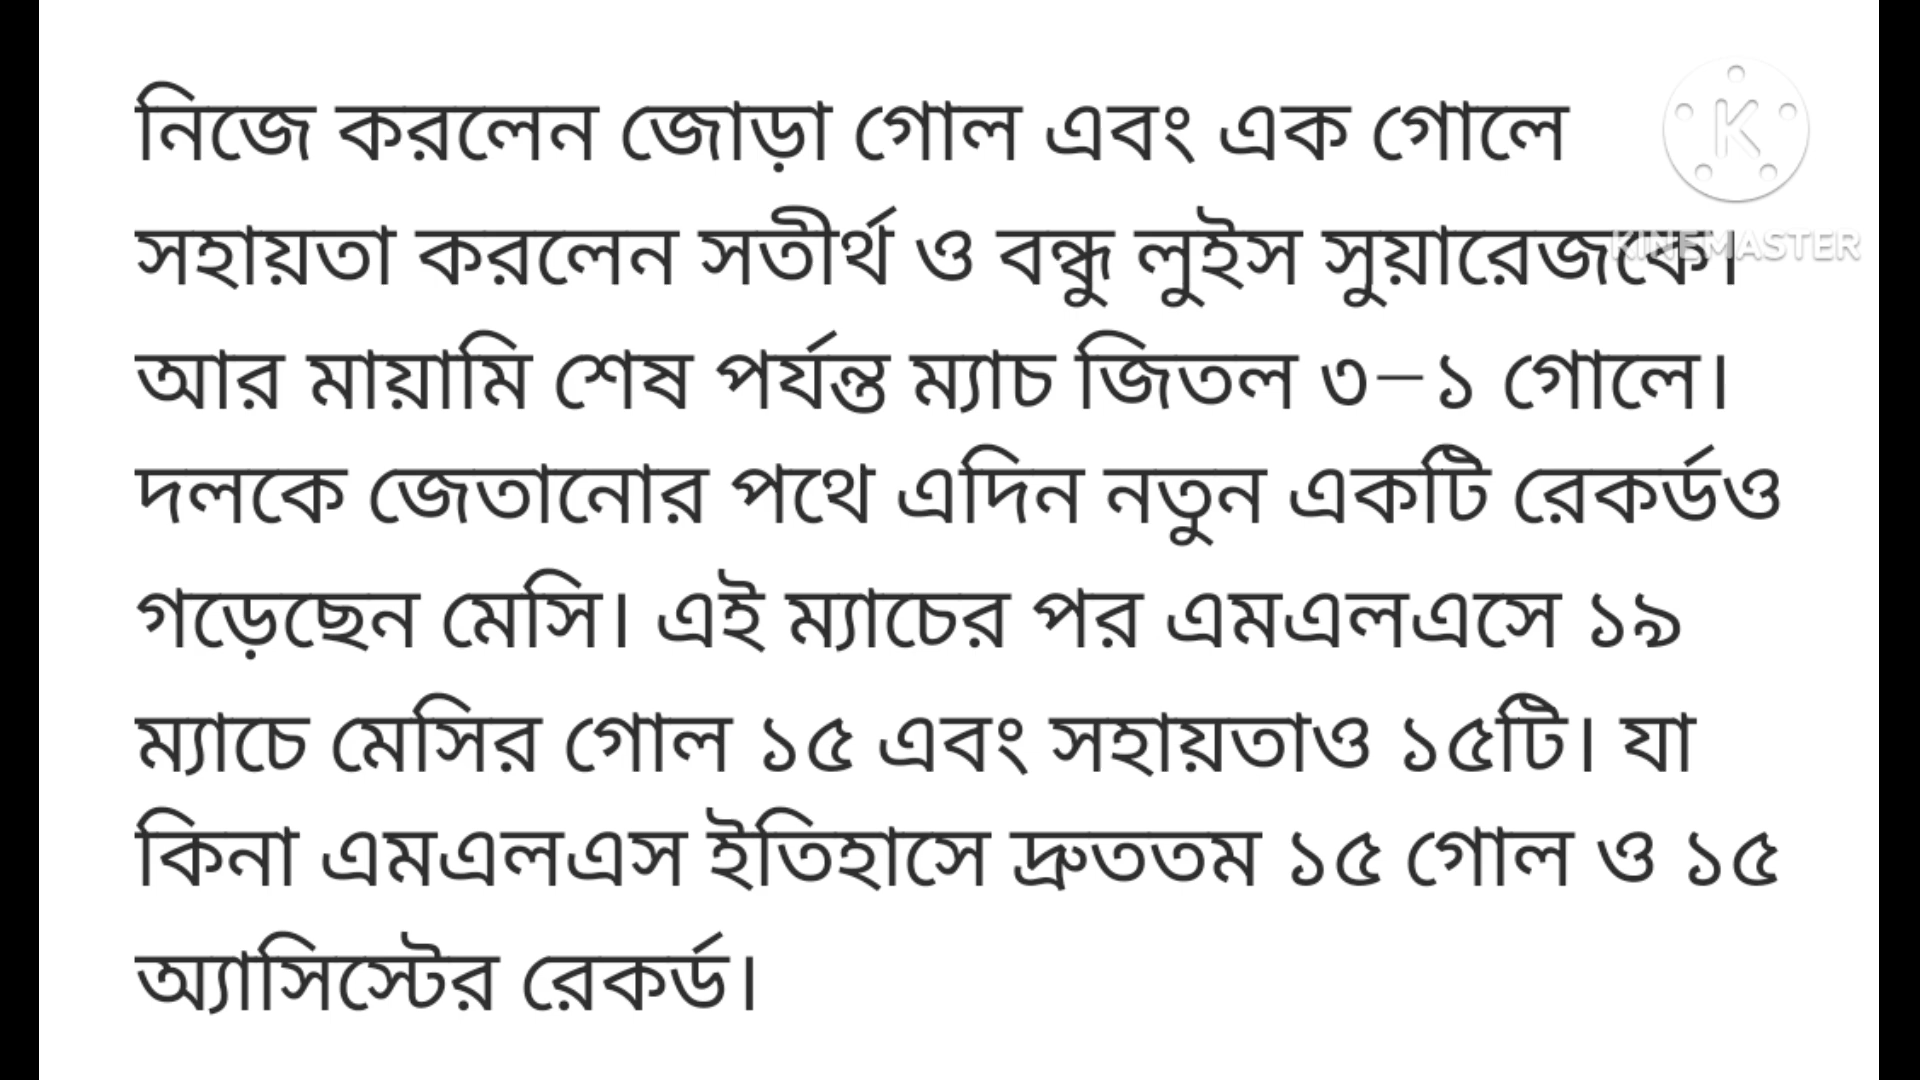 নিজে করলেন জোড়া গোল এবং এক গোলে
সহায়তা করলেন সতীর্থ ও বন্ধু লুইস সুয়ারেজকে।
আর মায়ামি শেষ পর্যন্ত ম্যাচ জিতল ৩–১ গোলে।
দলকে জেতানোর পথে এদিন নতুন একটি রেকর্ডও
গড়েছেন মেসি। এই ম্যাচের পর এমএলএসে ১৯
ম্যাচে মেসির গোল ১৫ এবং সহায়তাও ১৫টি। যা
কিনা এমএলএস ইতিহাসে দ্রুততম ১৫ গোল ও ১৫
অ্যাসিস্টের রেকর্ড।
K
KINEMASTER